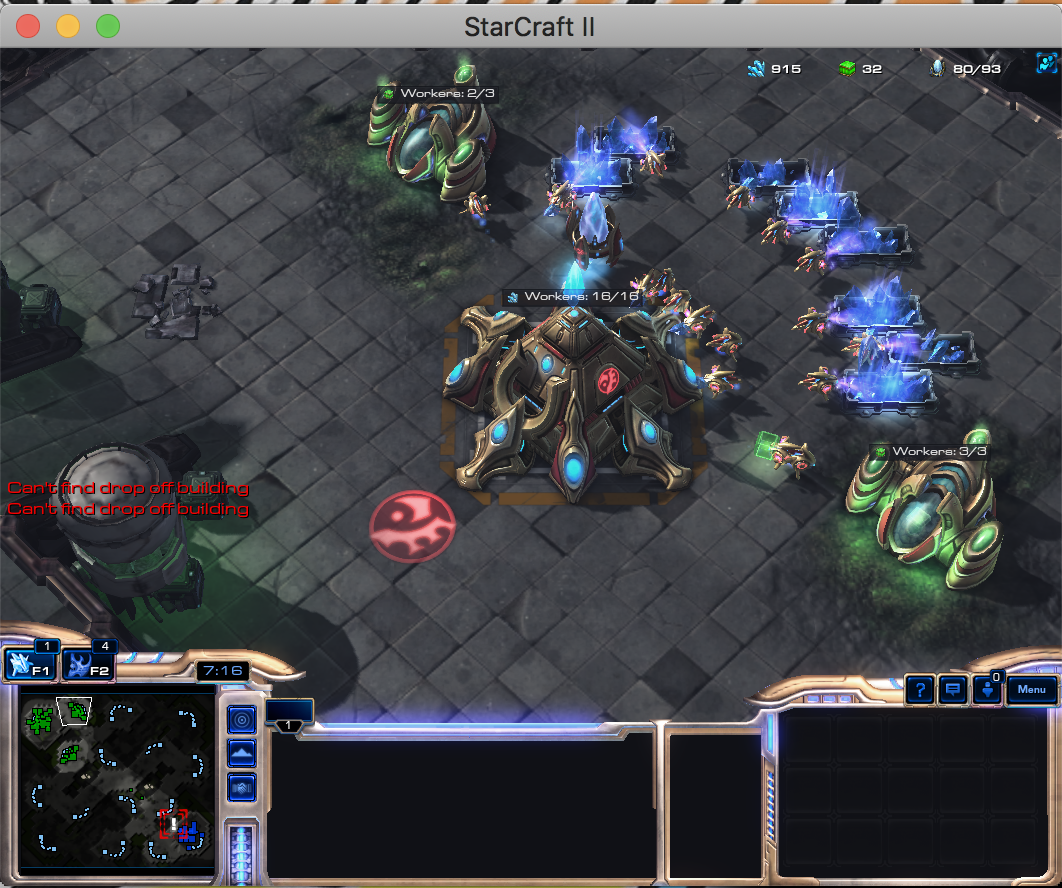 StarCraft II
915 32 80/93
Workers: 2/3
Workers: 16/16
Workers: 3/3
Can't find drop off building
Can't find drop off building
1 4
F1 F2
7:16
0
? Menu
1